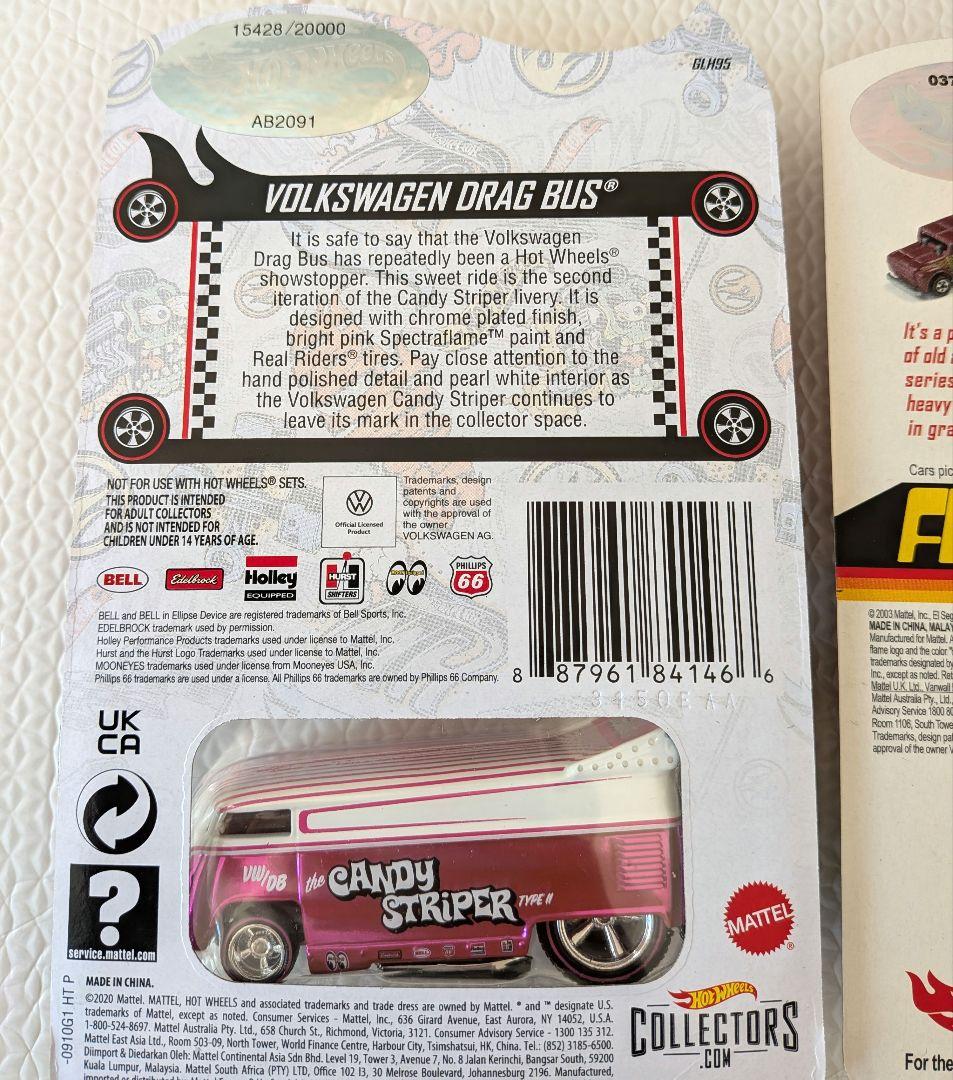 15428/20000
AB2091
GLH95
037
VOLKSWAGEN DRAG BUS®
It is safe to say that the Volkswagen
Drag Bus has repeatedly been a Hot Wheels®
showstopper. This sweet ride is the second
iteration of the Candy Striper livery. It is
designed with chrome plated finish,
bright pink Spectraflame™ paint and
Real Riders® tires. Pay close attention to the
hand polished detail and pearl white interior as
the Volkswagen Candy Striper continues to
leave its mark in the collector space.
NOT FOR USE WITH HOT WHEELS® SETS.
THIS PRODUCT IS INTENDED
FOR ADULT COLLECTORS
AND IS NOT INTENDED FOR
CHILDREN UNDER 14 YEARS OF AGE.
Official Licensed
Product
Trademarks, design
patents and
copyrights are used
with the approval of
the owner
VOLKSWAGEN AG.
BELL
Edelbrock
Holley
EQUIPPED
HURST
SHIFTERS
PHILLIPS
66
BELL and BELL in Ellipse Device are registered trademarks of Bell Sports, Inc.
EDELBROCK trademark used by permission.
Holley Performance Products trademarks used under license to Mattel, Inc.
Hurst and the Hurst Logo Trademarks used under license to Mattel, Inc.
MOONEYES trademarks used under license from Mooneyes USA, Inc.
Phillips 66 trademarks are used under a license. All Phillips 66 trademarks are owned by Phillips 66 Company.
8 87961 84146 6
UK
CA
?
service.mattel.com
VW/DB
the CANDY
STRIPER TYPE II
MATTEL®
-0910G1 HT P
MADE IN CHINA.
©2020 Mattel. MATTEL, HOT WHEELS and associated trademarks and trade dress are owned by Mattel. ® and ™ designate U.S.
trademarks of Mattel, except as noted. Consumer Services - Mattel, Inc., 636 Girard Avenue, East Aurora, NY 14052, U.S.A.
1-800-524-8697. Mattel Australia Pty. Ltd., 658 Church St., Richmond, Victoria, 3121. Consumer Advisory Service - 1300 135 312.
Mattel East Asia Ltd., Room 503-09, North Tower, World Finance Centre, Harbour City, Tsimshatsui, HK, China. Tel.: (852) 3185-6500.
Diimport & Diedarkan Oleh: Mattel Continental Asia Sdn Bhd. Level 19, Tower 3, Avenue 7, No. 8 Jalan Kerinchi, Bangsar South, 59200
Kuala Lumpur, Malaysia. Mattel South Africa (PTY) LTD, Office 102 I3, 30 Melrose Boulevard, Johannesburg 2196. Manufactured,
imported or distributed by:
HOT WHEELS
COLLECTORS
.COM
It's a p
of old
series
heavy
in gra
Cars pic
© 2003 Mattel, Inc., El Seg
MADE IN CHINA, MALAY
Manufactured for Mattel. A
flame logo and the color "
trademarks designated by
Inc., except as noted. Ret
Mattel U.K. Ltd., Vanwall
Mattel Australia Pty., Ltd.,
Advisory Service 1800 80
Room 1106, South Towe
Trademarks, design pat
approval of the owner V
For the